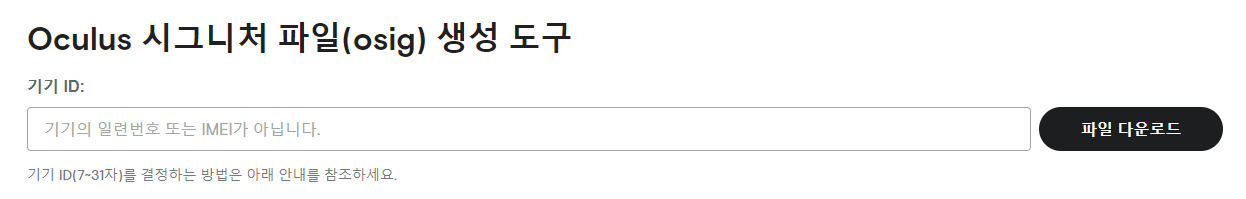 Oculus 시그니처 파일(osig) 생성 도구
기기 ID:
기기의 일련번호 또는 IMEI가 아닙니다.
파일 다운로드
기기 ID(7~31자)를 결정하는 방법은 아래 안내를 참조하세요.